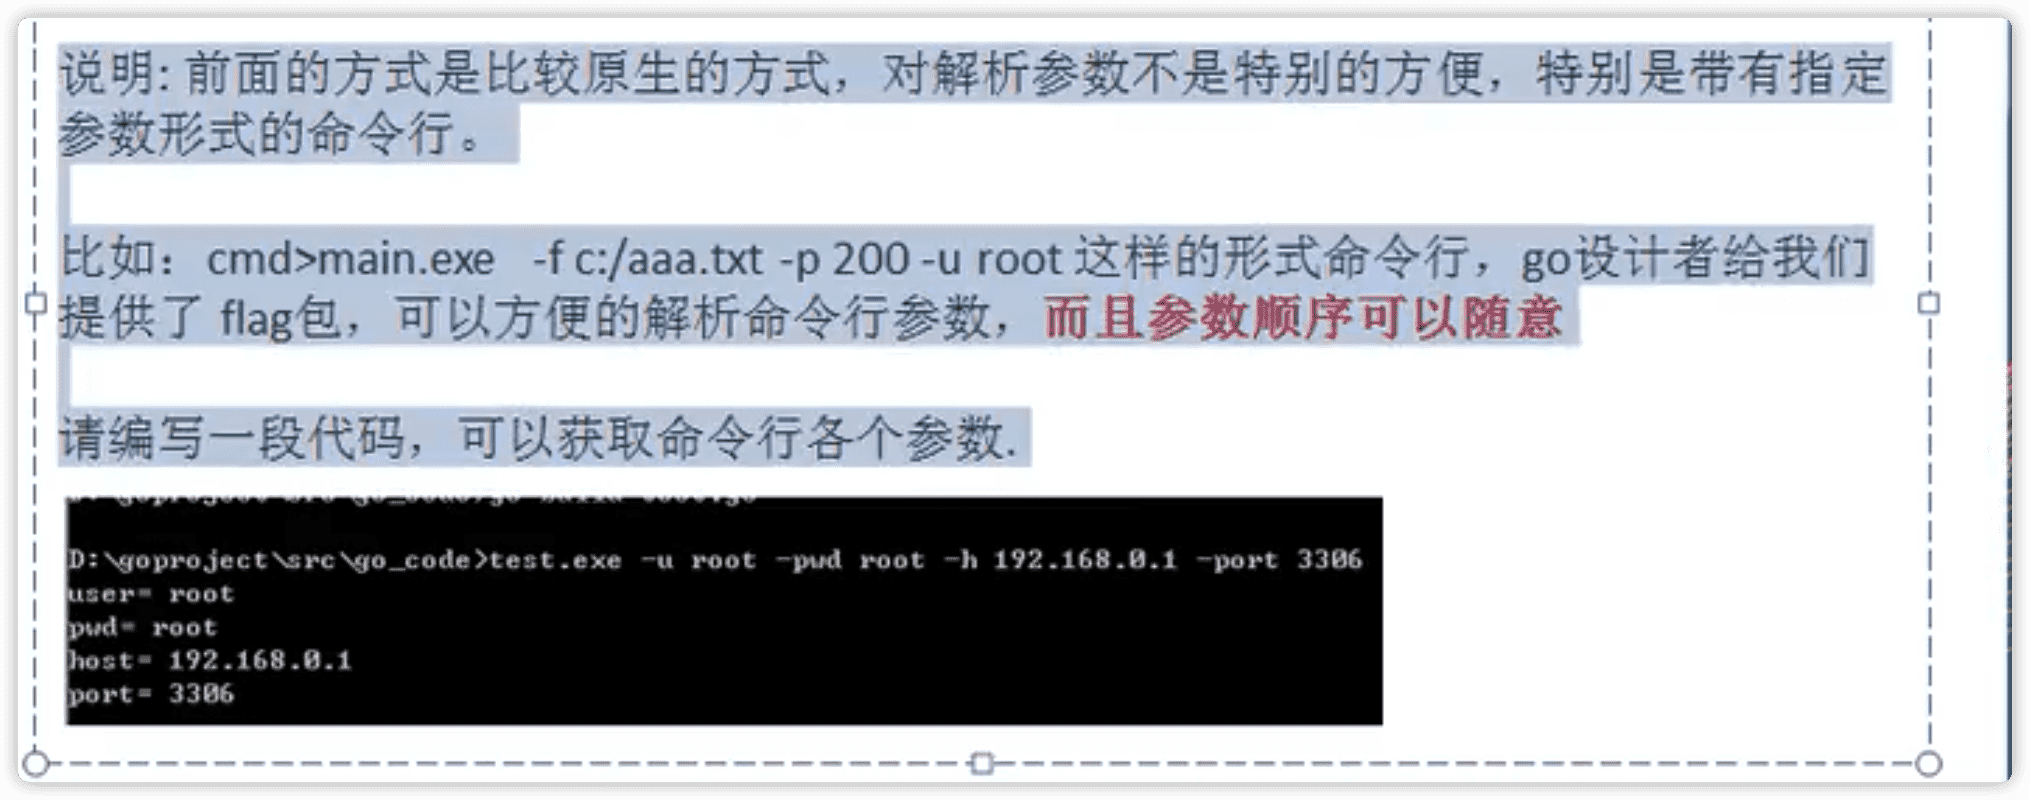 说明: 前面的方式是比较原生的方式，对解析参数不是特别的方便，特别是带有指定
参数形式的命令行。
比如：cmd>main.exe -f c:/aaa.txt -p 200 -u root 这样的形式命令行，go设计者给我们
提供了 flag包，可以方便的解析命令行参数，而且参数顺序可以随意
请编写一段代码，可以获取命令行各个参数.
D:\goproject\src\go_code>test.exe -u root -pwd root -h 192.168.0.1 -port 3306
user= root
pwd= root
host= 192.168.0.1
port= 3306